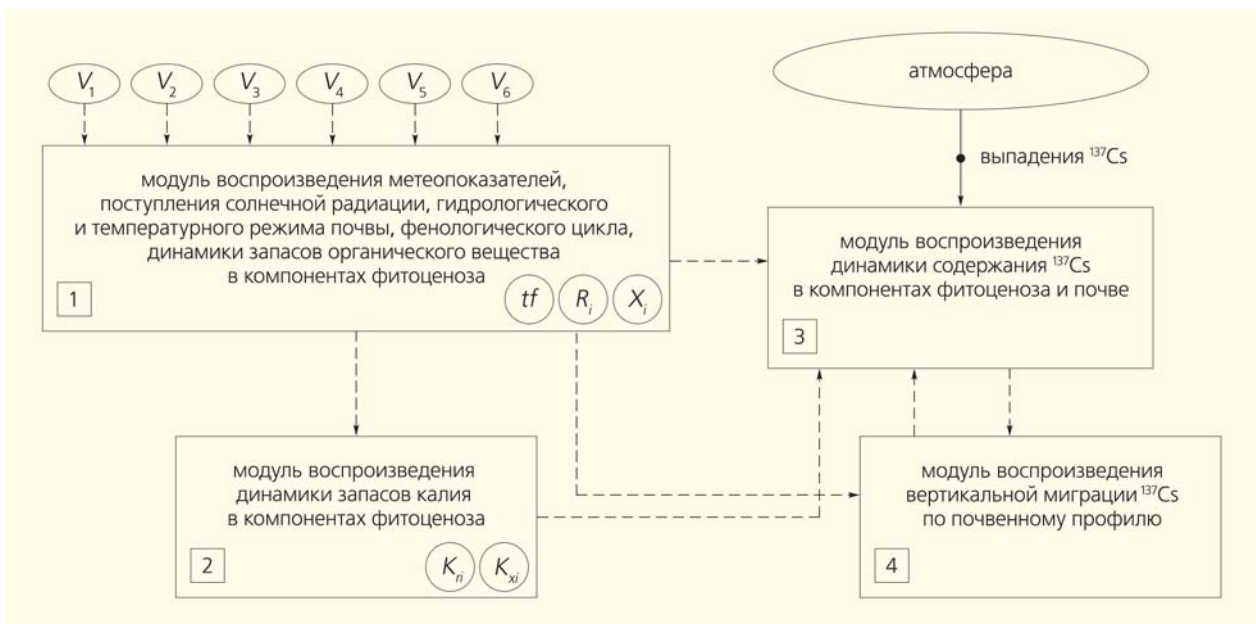 V₁ V₂ V₃ V₄ V₅ V₆
модуль воспроизведения метеопоказателей,
поступления солнечной радиации, гидрологического
и температурного режима почвы, фенологического цикла,
динамики запасов органического вещества
в компонентах фитоценоза
1
tf Rᵢ Xᵢ
атмосфера
выпадения ¹³⁷Cs
модуль воспроизведения
динамики содержания ¹³⁷Cs
в компонентах фитоценоза и почве
3
модуль воспроизведения
динамики запасов калия
в компонентах фитоценоза
2
Kri Kxi
модуль воспроизведения
вертикальной миграции ¹³⁷Cs
по почвенному профилю
4